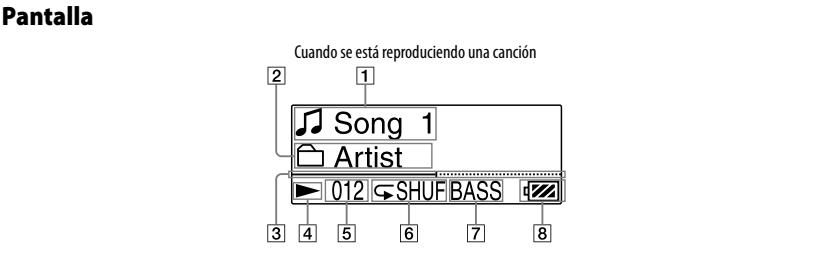 Pantalla
Cuando se está reproduciendo una canción
2 1
Song 1
Artist
012 SHUF BASS
3 4 5 6 7 8